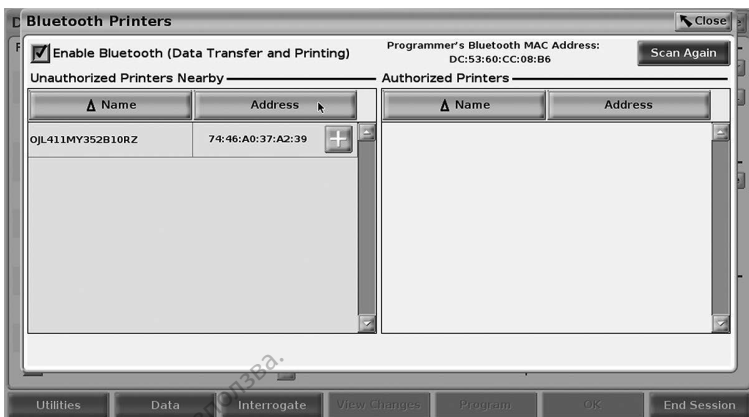 Bluetooth Printers
Close
Enable Bluetooth (Data Transfer and Printing)
Programmer's Bluetooth MAC Address:
DC:53:60:CC:08:B6
Scan Again
Unauthorized Printers Nearby
Authorized Printers
Name Address
Name Address
OJL411MY352B10RZ 74:46:A0:37:A2:39
Utilities Data Interrogate View Changes Program OK End Session